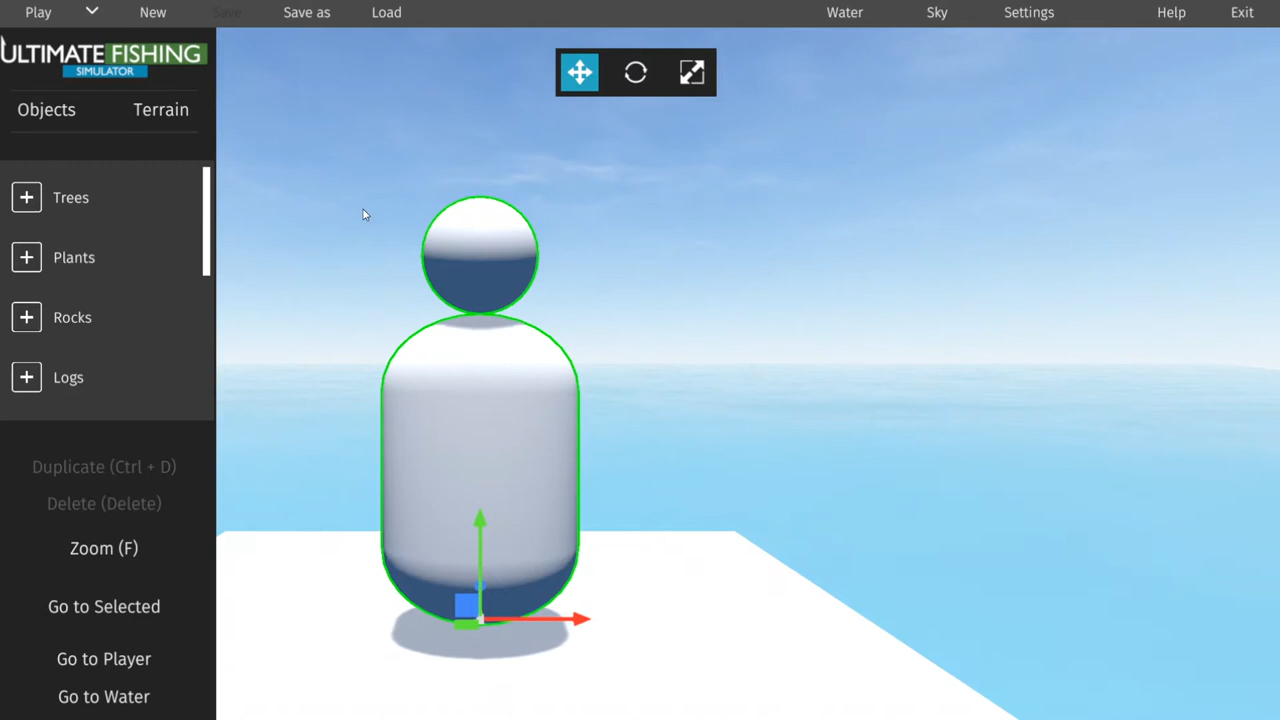 Play New Save Save as Load Water Sky Settings Help Exit
ULTIMATE FISHING
SIMULATOR
Objects Terrain
Trees
Plants
Rocks
Logs
Duplicate (Ctrl + D)
Delete (Delete)
Zoom (F)
Go to Selected
Go to Player
Go to Water